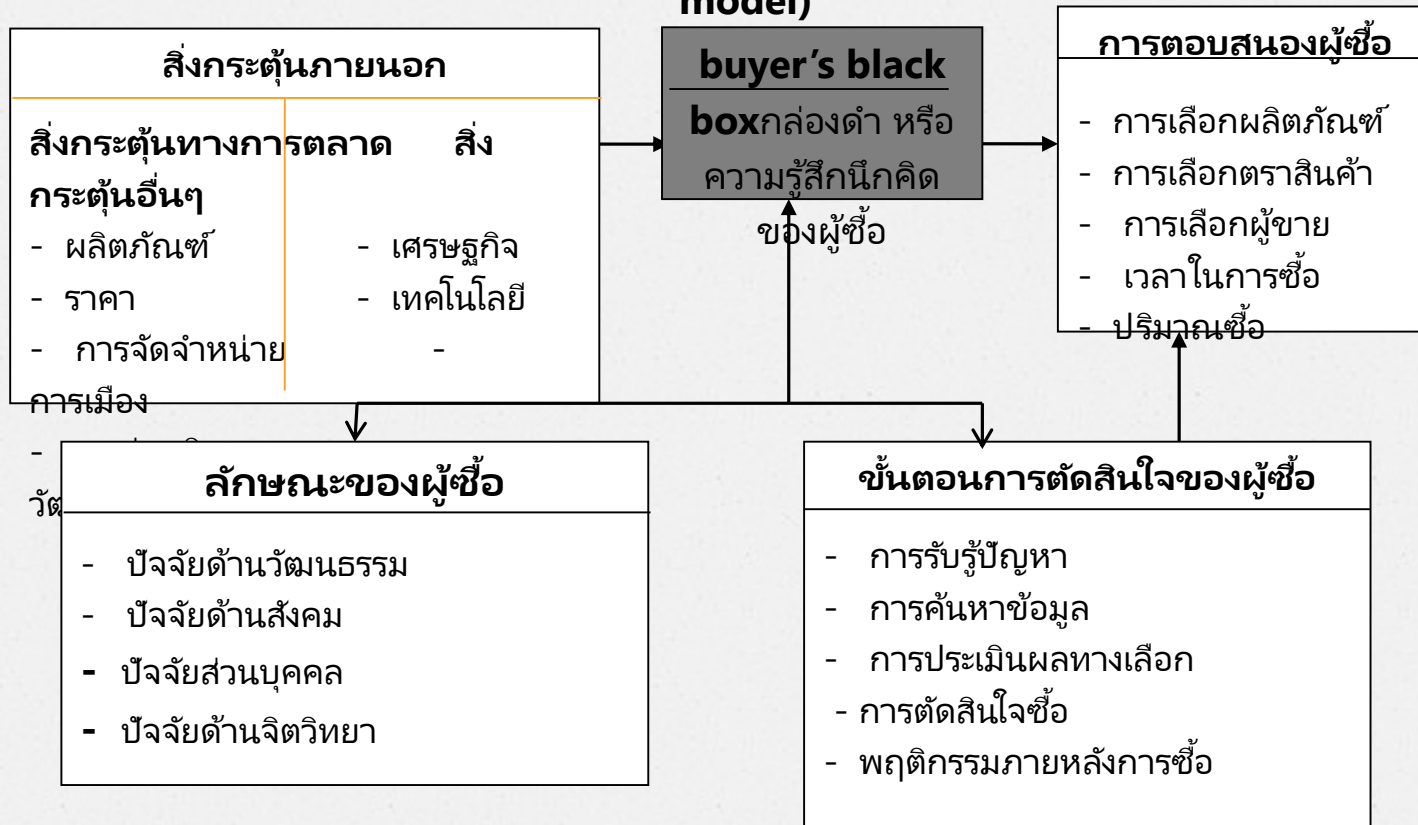 model)
สิ่งกระตุ้นภายนอก
สิ่งกระตุ้นทางการตลาด สิ่ง
กระตุ้นอื่นๆ
- ผลิตภัณฑ์ - เศรษฐกิจ
- ราคา - เทคโนโลยี
- การจัดจำหน่าย -
การเมือง
-
buyer’s black
boxกล่องดำ หรือ
ความรู้สึกนึกคิด
ของผู้ซื้อ
การตอบสนองผู้ซื้อ
- การเลือกผลิตภัณฑ์
- การเลือกตราสินค้า
- การเลือกผู้ขาย
- เวลาในการซื้อ
- ปริมาณซื้อ
ลักษณะของผู้ซื้อ
- ปัจจัยด้านวัฒนธรรม
- ปัจจัยด้านสังคม
- ปัจจัยส่วนบุคคล
- ปัจจัยด้านจิตวิทยา
ขั้นตอนการตัดสินใจของผู้ซื้อ
- การรับรู้ปัญหา
- การค้นหาข้อมูล
- การประเมินผลทางเลือก
- การตัดสินใจซื้อ
- พฤติกรรมภายหลังการซื้อ